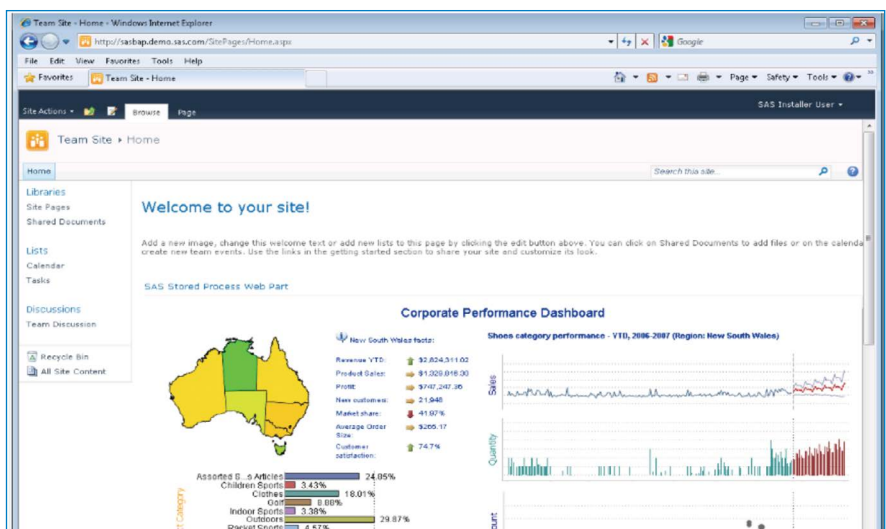 Team Site - Home - Windows Internet Explorer
http://sasbap.demo.sas.com/SitePages/Home.aspx
Google
File Edit View Favorites Tools Help
Favorites Team Site - Home Page Safety Tools
Site Actions Browse Page SAS Installer User
Team Site Home
Home Search this site...
Libraries
Site Pages
Shared Documents
Lists
Calendar
Tasks
Discussions
Team Discussion
Recycle Bin
All Site Content
Welcome to your site!
Add a new image, change this welcome text or add new lists to this page by clicking the edit button above. You can click on Shared Documents to add files or on the calenda
create new team events. Use the links in the getting started section to share your site and customize its look.
SAS Stored Process Web Part
Corporate Performance Dashboard
New South Wales facts:
Revenue YTD: $2,824,311.02
Product Sales:
Profit:
New customers: 21,948
Market share: 41.97%
Average Order
Size: $265.17
Customer
satisfaction: 74.7%
Shoes category performance - YTD, 2006-2007 (Region: New South Wales)
Sales
Quantity
Assorted S...s Articles 24.85%
Children Sports 3.43%
Clothes 18.01%
Golf 8.88%
Indoor Sports 3.38%
Outdoors 29.87%
Racket Sports 4.57%